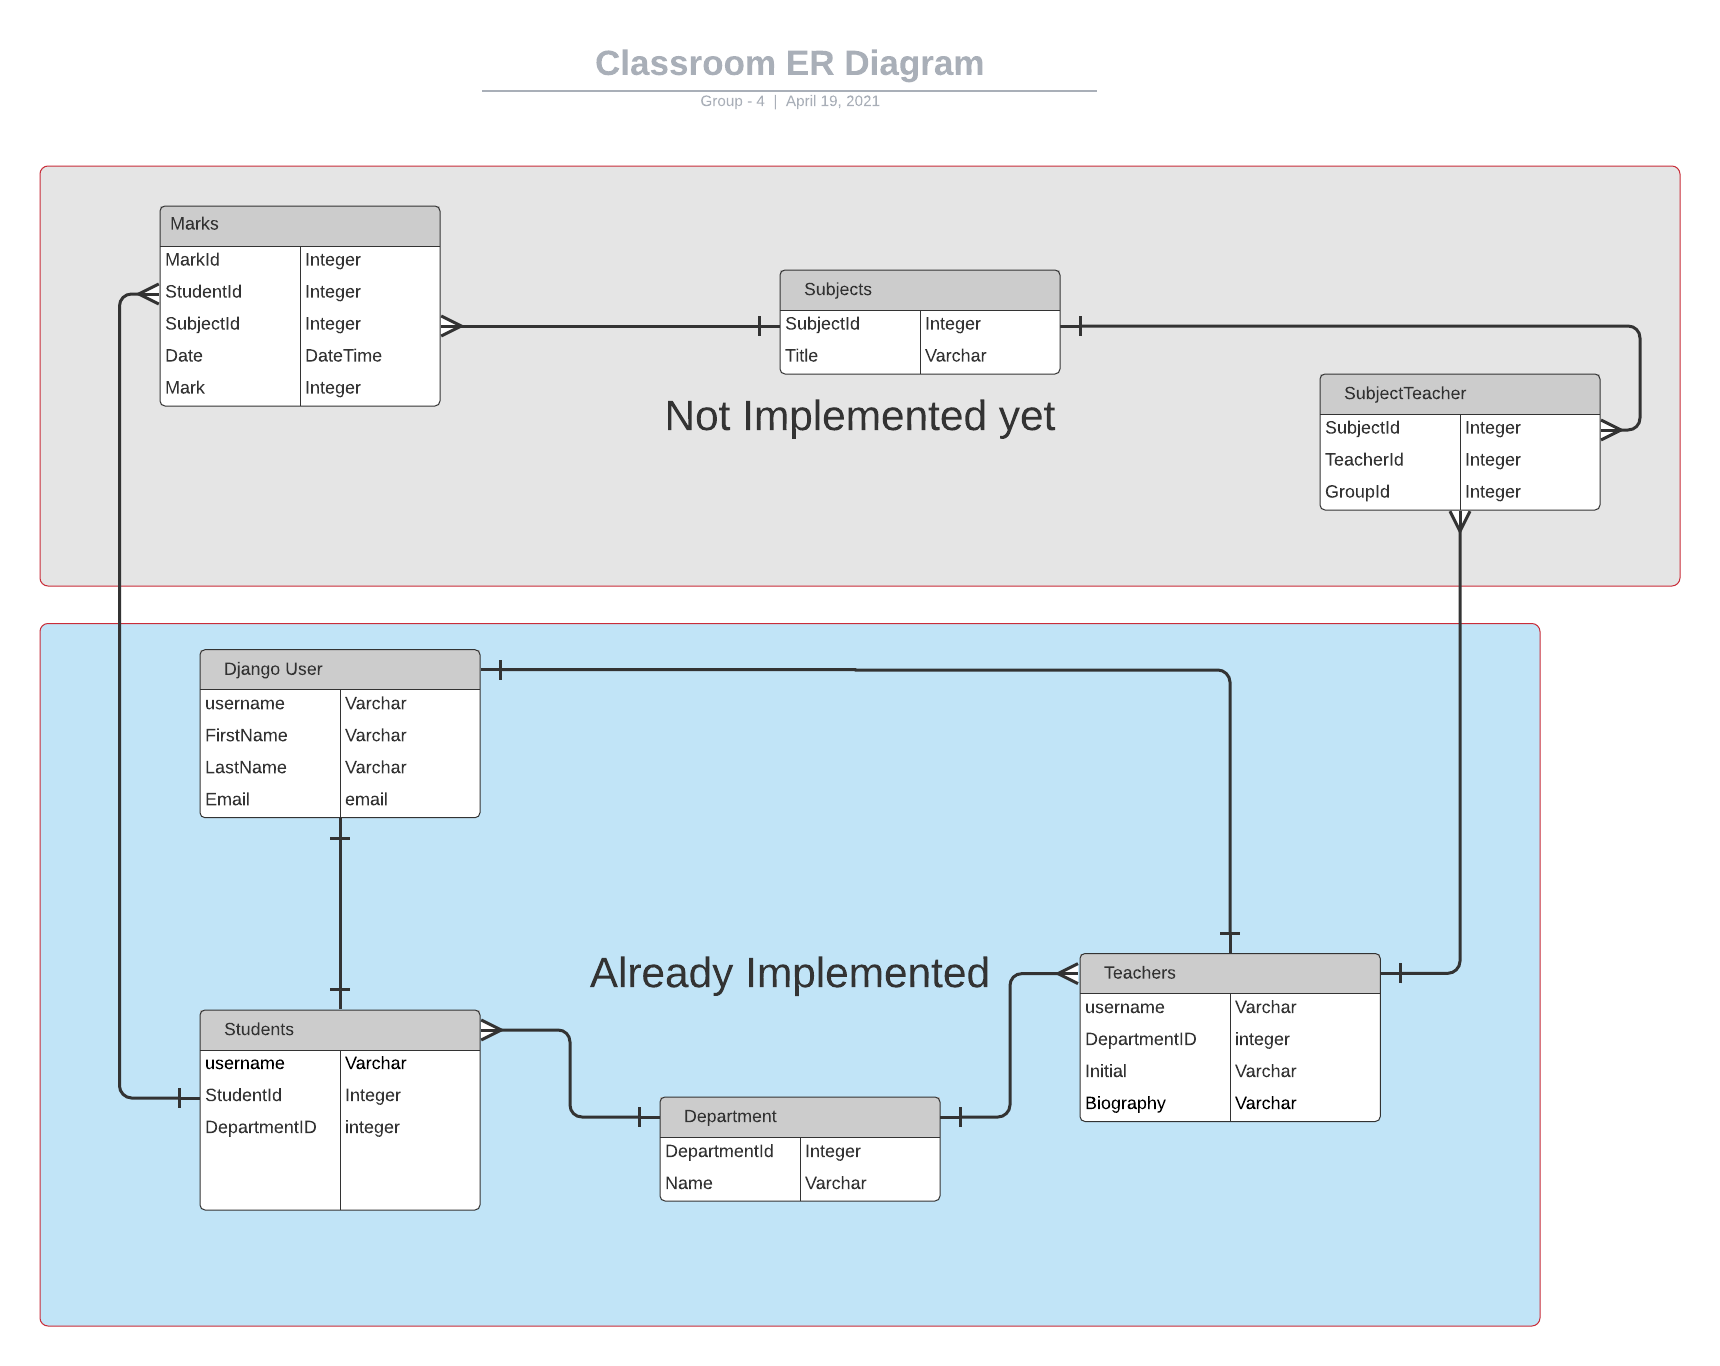 Classroom ER Diagram
Group - 4 | April 19, 2021
Marks
MarkId Integer
StudentId Integer
SubjectId Integer
Date DateTime
Mark Integer
Subjects
SubjectId Integer
Title Varchar
Not Implemented yet
SubjectTeacher
SubjectId Integer
TeacherId Integer
GroupId Integer
Django User
username Varchar
FirstName Varchar
LastName Varchar
Email email
Already Implemented
Students
username Varchar
StudentId Integer
DepartmentID integer
Department
DepartmentId Integer
Name Varchar
Teachers
username Varchar
DepartmentID integer
Initial Varchar
Biography Varchar